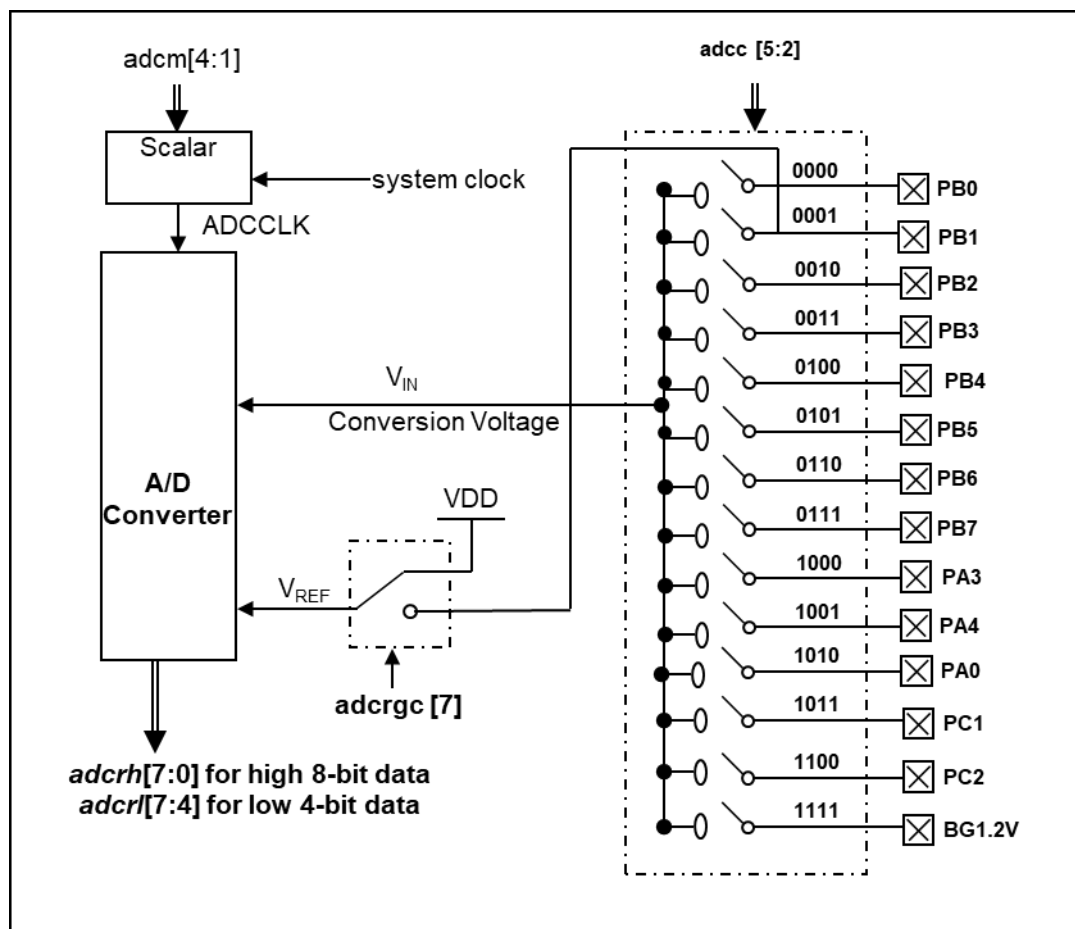 adcm[4:1]
adcc [5:2]
Scalar
system clock
ADCCLK
0000
PB0
0001
PB1
0010
PB2
0011
PB3
VIN
0100
PB4
Conversion Voltage
0101
PB5
A/D
Converter
0110
PB6
VDD
0111
PB7
1000
PA3
VREF
1001
PA4
1010
PA0
adcrgc [7]
1011
PC1
adcrh[7:0] for high 8-bit data
1100
PC2
adcrl[7:4] for low 4-bit data
1111
BG1.2V